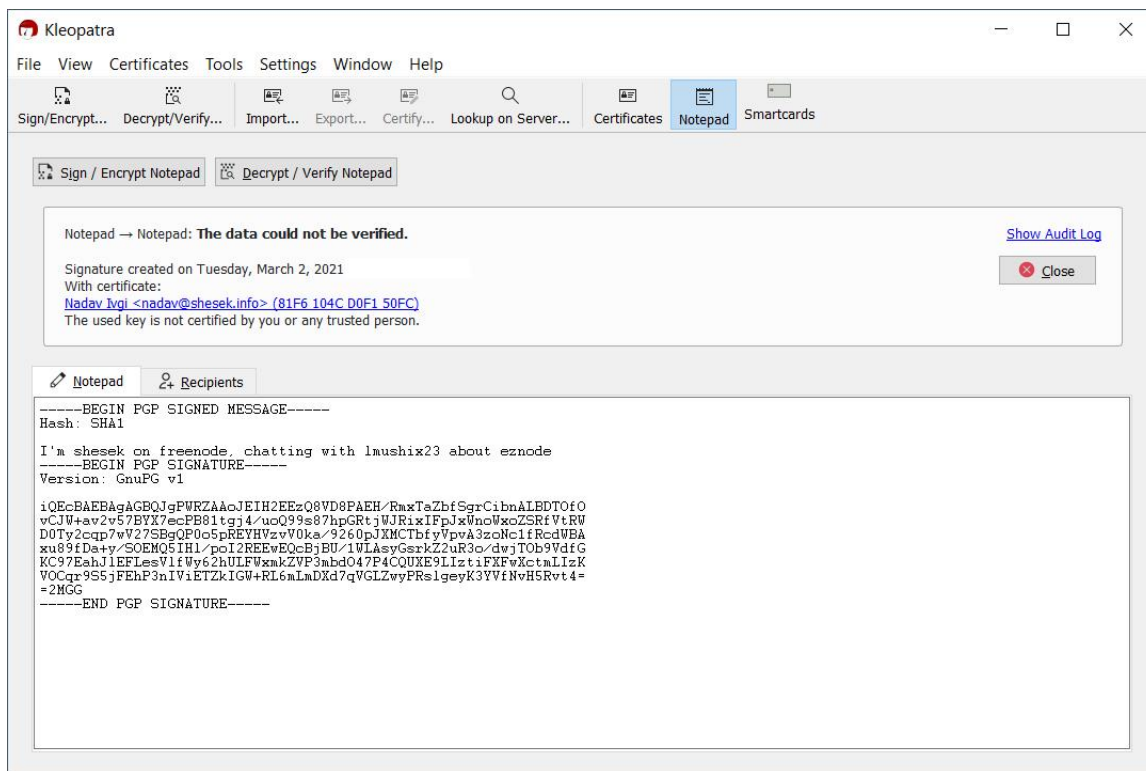 Kleopatra
File View Certificates Tools Settings Window Help
Sign/Encrypt... Decrypt/Verify... Import... Export... Certify... Lookup on Server... Certificates Notepad Smartcards
Sign / Encrypt Notepad Decrypt / Verify Notepad
Notepad → Notepad: The data could not be verified.
Show Audit Log
Signature created on Tuesday, March 2, 2021
Close
With certificate:
Nadav Ivgi <nadav@shesek.info> (81F6 104C D0F1 50FC)
The used key is not certified by you or any trusted person.
Notepad Recipients
-----BEGIN PGP SIGNED MESSAGE-----
Hash: SHA1
I'm shesek on freenode, chatting with lmushix23 about eznode
-----BEGIN PGP SIGNATURE-----
Version: GnuPG v1
iQEcBAEBAgAGBQJgPWRZAAoJEIH2EEzQ8VD8PAEH/RmxTaZbfSgrCibnALBDTOfO
vCJW+av2v57BYX7ecPB81tgj4/uoQ99s87hpGRtjWJRixIFpJxWnoWxoZSRfVtRW
D0Ty2cqp7wV27SBgQP0o5pREYHVzvV0ka/9260pJXMCTbfyVpvA3zoNc1fRcdWBA
xu89fDa+y/SOEMQ5IHl/poI2REEwEQcBjBU/1WLAsyGsrkZ2uR3o/dwjTOb9VdfG
KC97EahJlEFLesVlfWy62hULFWxmkZVP3mbdO47P4CQUXE9LIztiFXFwXctmLIzK
VOCqr9S5jFEhP3nIViETZkIGW+RL6mLmDXd7qVGLZwyPRslgeyK3YVfNvH5Rvt4=
=2MGG
-----END PGP SIGNATURE-----